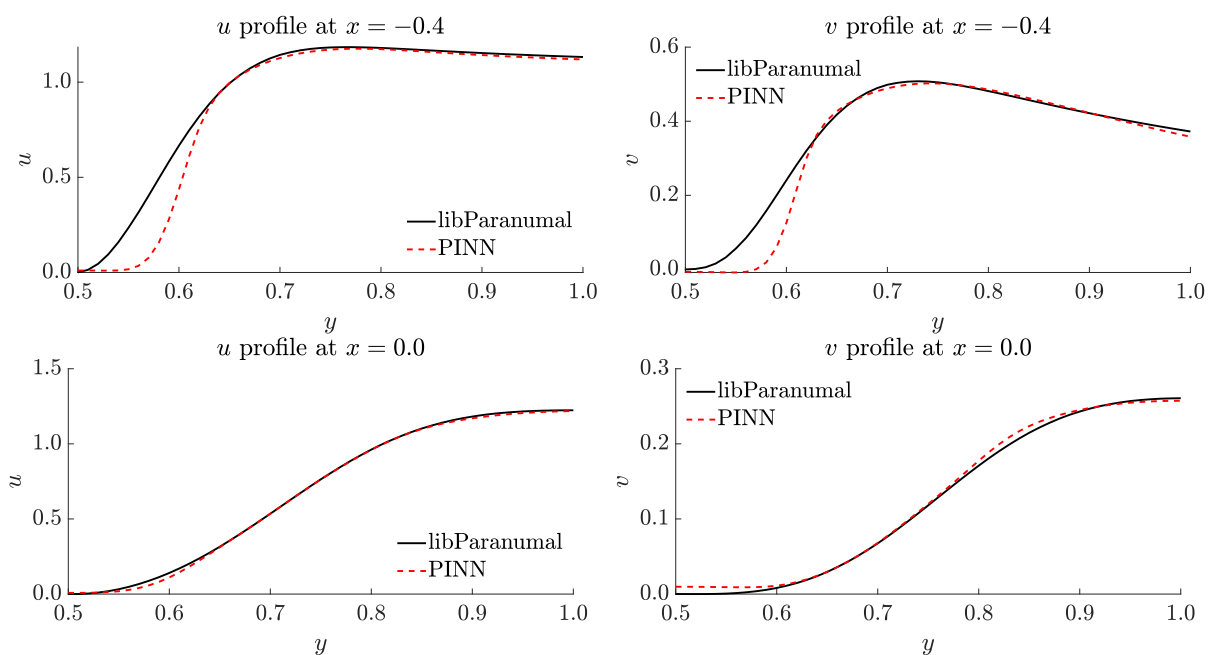 u profile at x = −0.4
1.0
0.5
0.0
u
libParanumal
PINN
0.5 0.6 0.7 0.8 0.9 1.0
y
v profile at x = −0.4
0.6
0.4
0.2
0.0
v
libParanumal
PINN
0.5 0.6 0.7 0.8 0.9 1.0
y
u profile at x = 0.0
1.5
1.0
0.5
0.0
u
libParanumal
PINN
0.5 0.6 0.7 0.8 0.9 1.0
y
v profile at x = 0.0
0.3
0.2
0.1
0.0
v
libParanumal
PINN
0.5 0.6 0.7 0.8 0.9 1.0
y